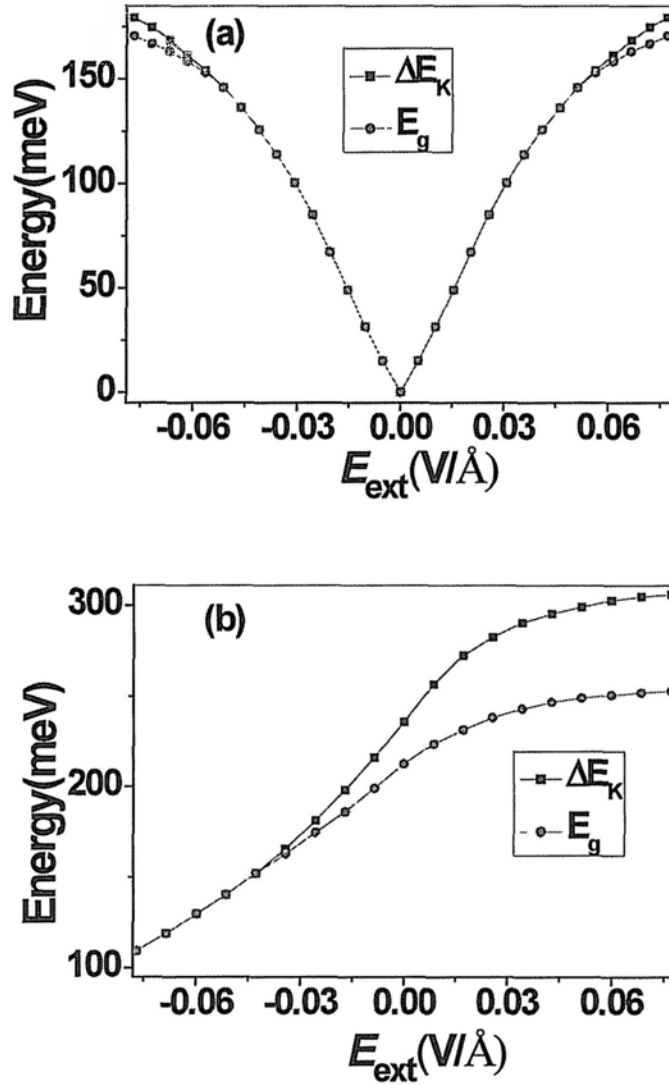 (a)
ΔE_K
E_g
Energy(meV)
150
100
50
0
-0.06 -0.03 0.00 0.03 0.06
E_ext(V/Å)
(b)
ΔE_K
E_g
Energy(meV)
300
200
100
-0.06 -0.03 0.00 0.03 0.06
E_ext(V/Å)